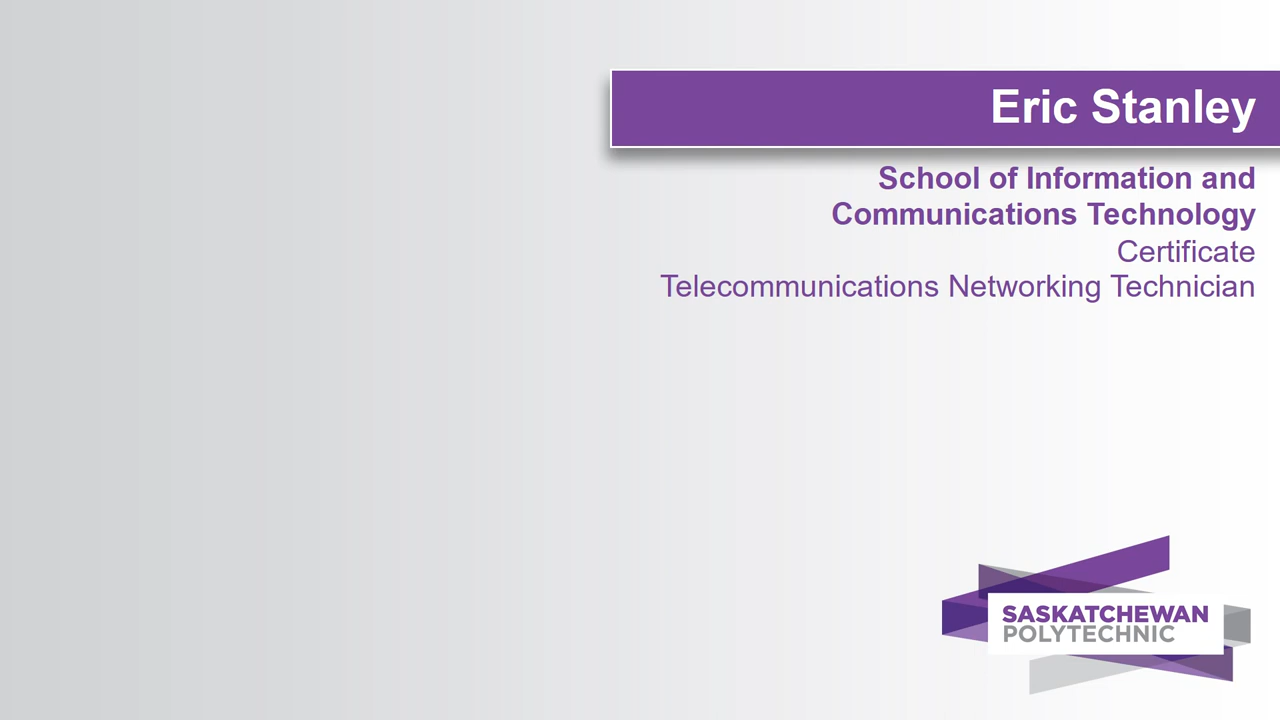 Eric Stanley
School of Information and
Communications Technology
Certificate
Telecommunications Networking Technician
SASKATCHEWAN
POLYTECHNIC